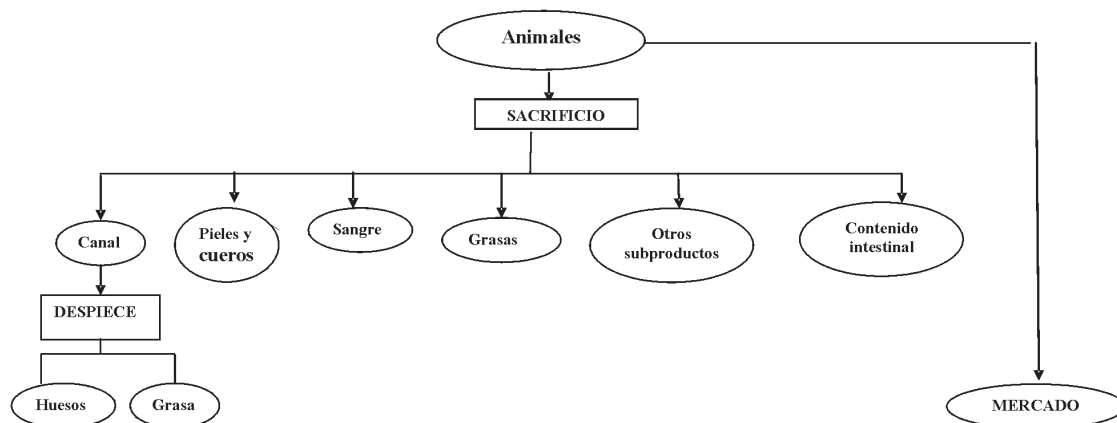 Animales
SACRIFICIO
Canal
Pieles y
cueros
Sangre
Grasas
Otros
subproductos
Contenido
intestinal
DESPIECE
Huesos
Grasa
MERCADO